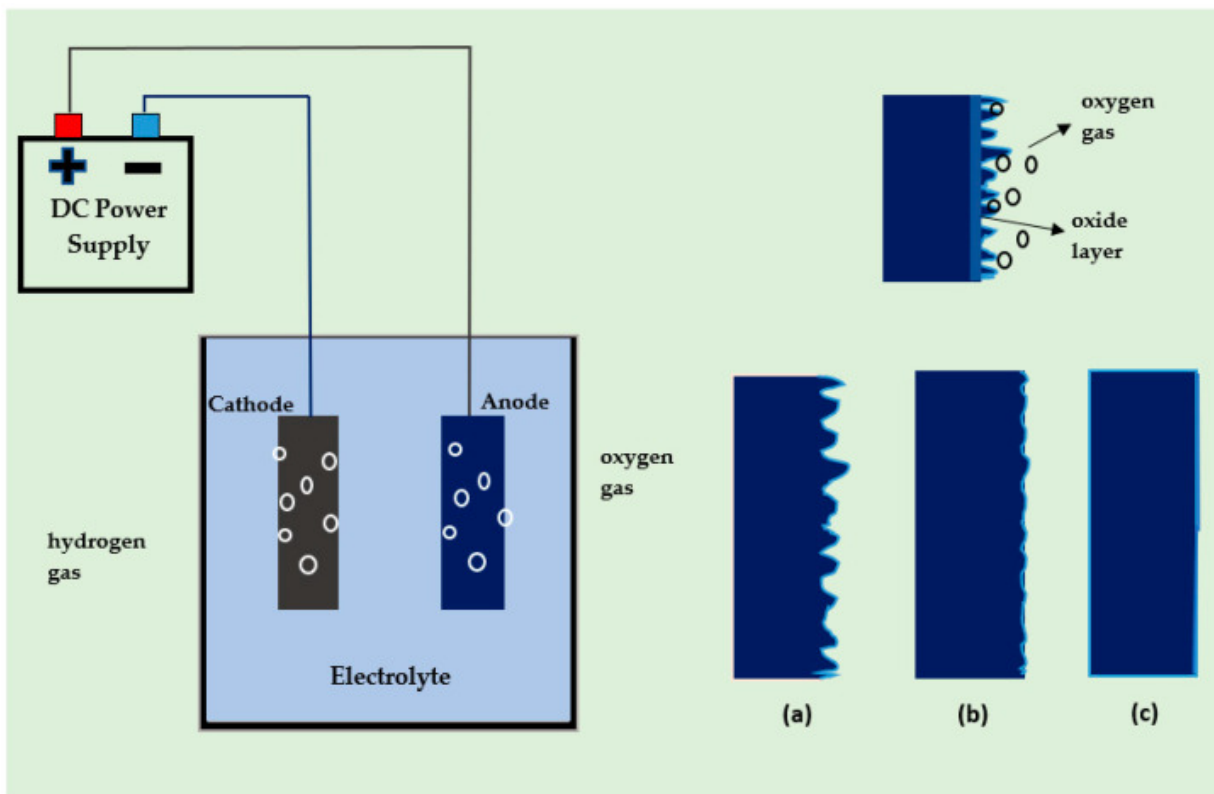 + −
DC Power
Supply
Cathode
Anode
hydrogen
gas
oxygen
gas
Electrolyte
oxygen
gas
oxide
layer
(a)
(b)
(c)